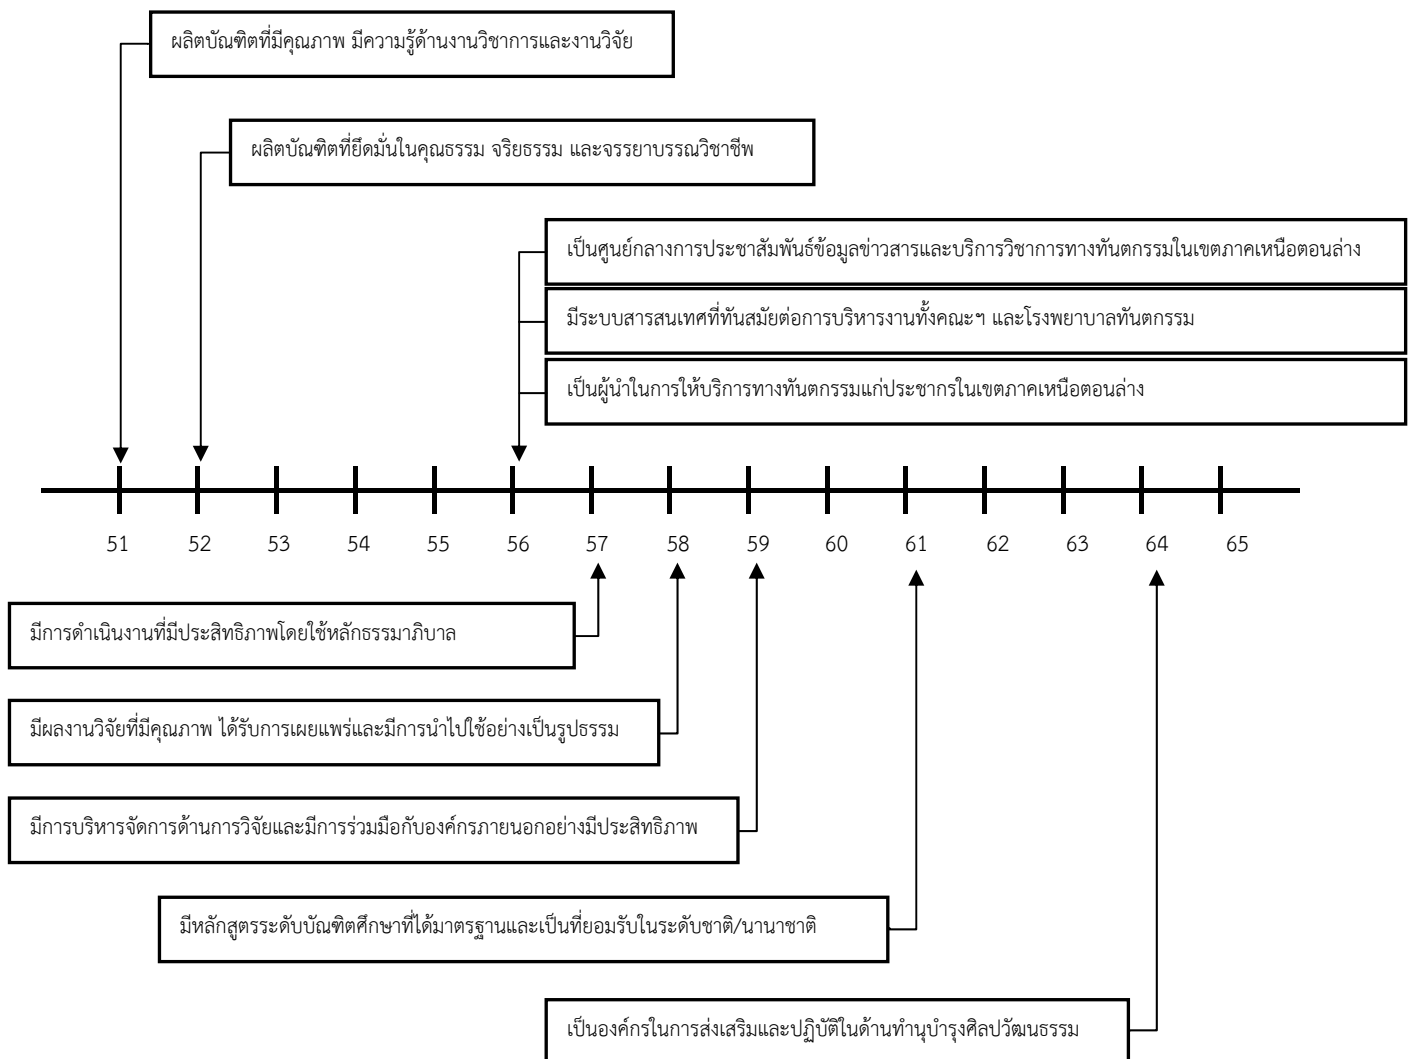 ผลิตบัณฑิตที่มีคุณภาพ มีความรู้ด้านงานวิชาการและงานวิจัย
ผลิตบัณฑิตที่ยึดมั่นในคุณธรรม จริยธรรม และจรรยาบรรณวิชาชีพ
เป็นศูนย์กลางการประชาสัมพันธ์ข้อมูลข่าวสารและบริการวิชาการทางทันตกรรมในเขตภาคเหนือตอนล่าง
มีระบบสารสนเทศที่ทันสมัยต่อการบริหารงานทั้งคณะฯ และโรงพยาบาลทันตกรรม
เป็นผู้นำในการให้บริการทางทันตกรรมแก่ประชากรในเขตภาคเหนือตอนล่าง
51 52 53 54 55 56 57 58 59 60 61 62 63 64 65
มีการดำเนินงานที่มีประสิทธิภาพโดยใช้หลักธรรมาภิบาล
มีผลงานวิจัยที่มีคุณภาพ ได้รับการเผยแพร่และมีการนำไปใช้อย่างเป็นรูปธรรม
มีการบริหารจัดการด้านการวิจัยและมีการร่วมมือกับองค์กรภายนอกอย่างมีประสิทธิภาพ
มีหลักสูตรระดับบัณฑิตศึกษาที่ได้มาตรฐานและเป็นที่ยอมรับในระดับชาติ/นานาชาติ
เป็นองค์กรในการส่งเสริมและปฏิบัติในด้านทำนุบำรุงศิลปวัฒนธรรม